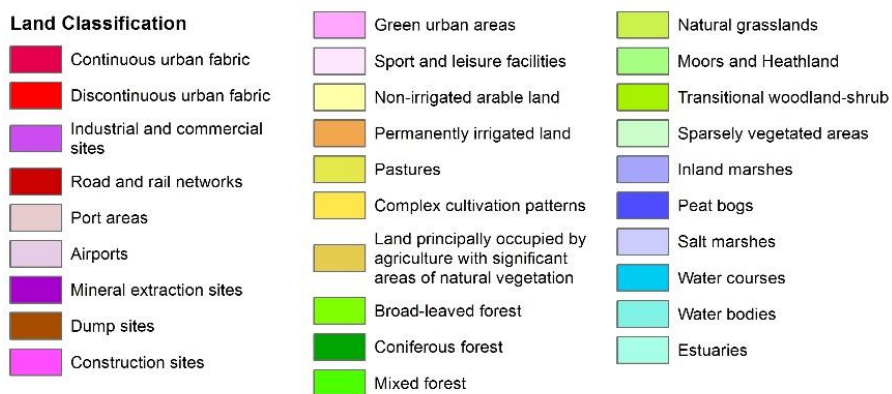 Land Classification
Continuous urban fabric
Discontinuous urban fabric
Industrial and commercial
sites
Road and rail networks
Port areas
Airports
Mineral extraction sites
Dump sites
Construction sites
Green urban areas
Sport and leisure facilities
Non-irrigated arable land
Permanently irrigated land
Pastures
Complex cultivation patterns
Land principally occupied by
agriculture with significant
areas of natural vegetation
Broad-leaved forest
Coniferous forest
Mixed forest
Natural grasslands
Moors and Heathland
Transitional woodland-shrub
Sparsely vegetated areas
Inland marshes
Peat bogs
Salt marshes
Water courses
Water bodies
Estuaries